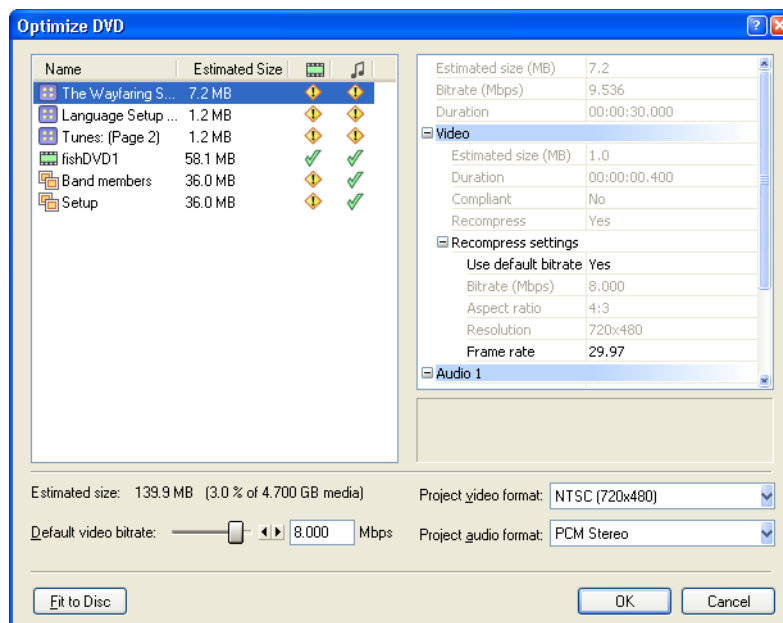 Optimize DVD
Name Estimated Size
The Wayfaring S... 7.2 MB
Language Setup ... 1.2 MB
Tunes: (Page 2) 1.2 MB
fishDVD1 58.1 MB
Band members 36.0 MB
Setup 36.0 MB
Estimated size (MB) 7.2
Bitrate (Mbps) 9.536
Duration 00:00:30.000
Video
Estimated size (MB) 1.0
Duration 00:00:00.400
Compliant No
Recompress Yes
Recompress settings
Use default bitrate Yes
Bitrate (Mbps) 8.000
Aspect ratio 4:3
Resolution 720x480
Frame rate 29.97
Audio 1
Estimated size: 139.9 MB (3.0 % of 4.700 GB media)
Default video bitrate: 8.000 Mbps
Project video format: NTSC (720x480)
Project audio format: PCM Stereo
Fit to Disc
OK
Cancel